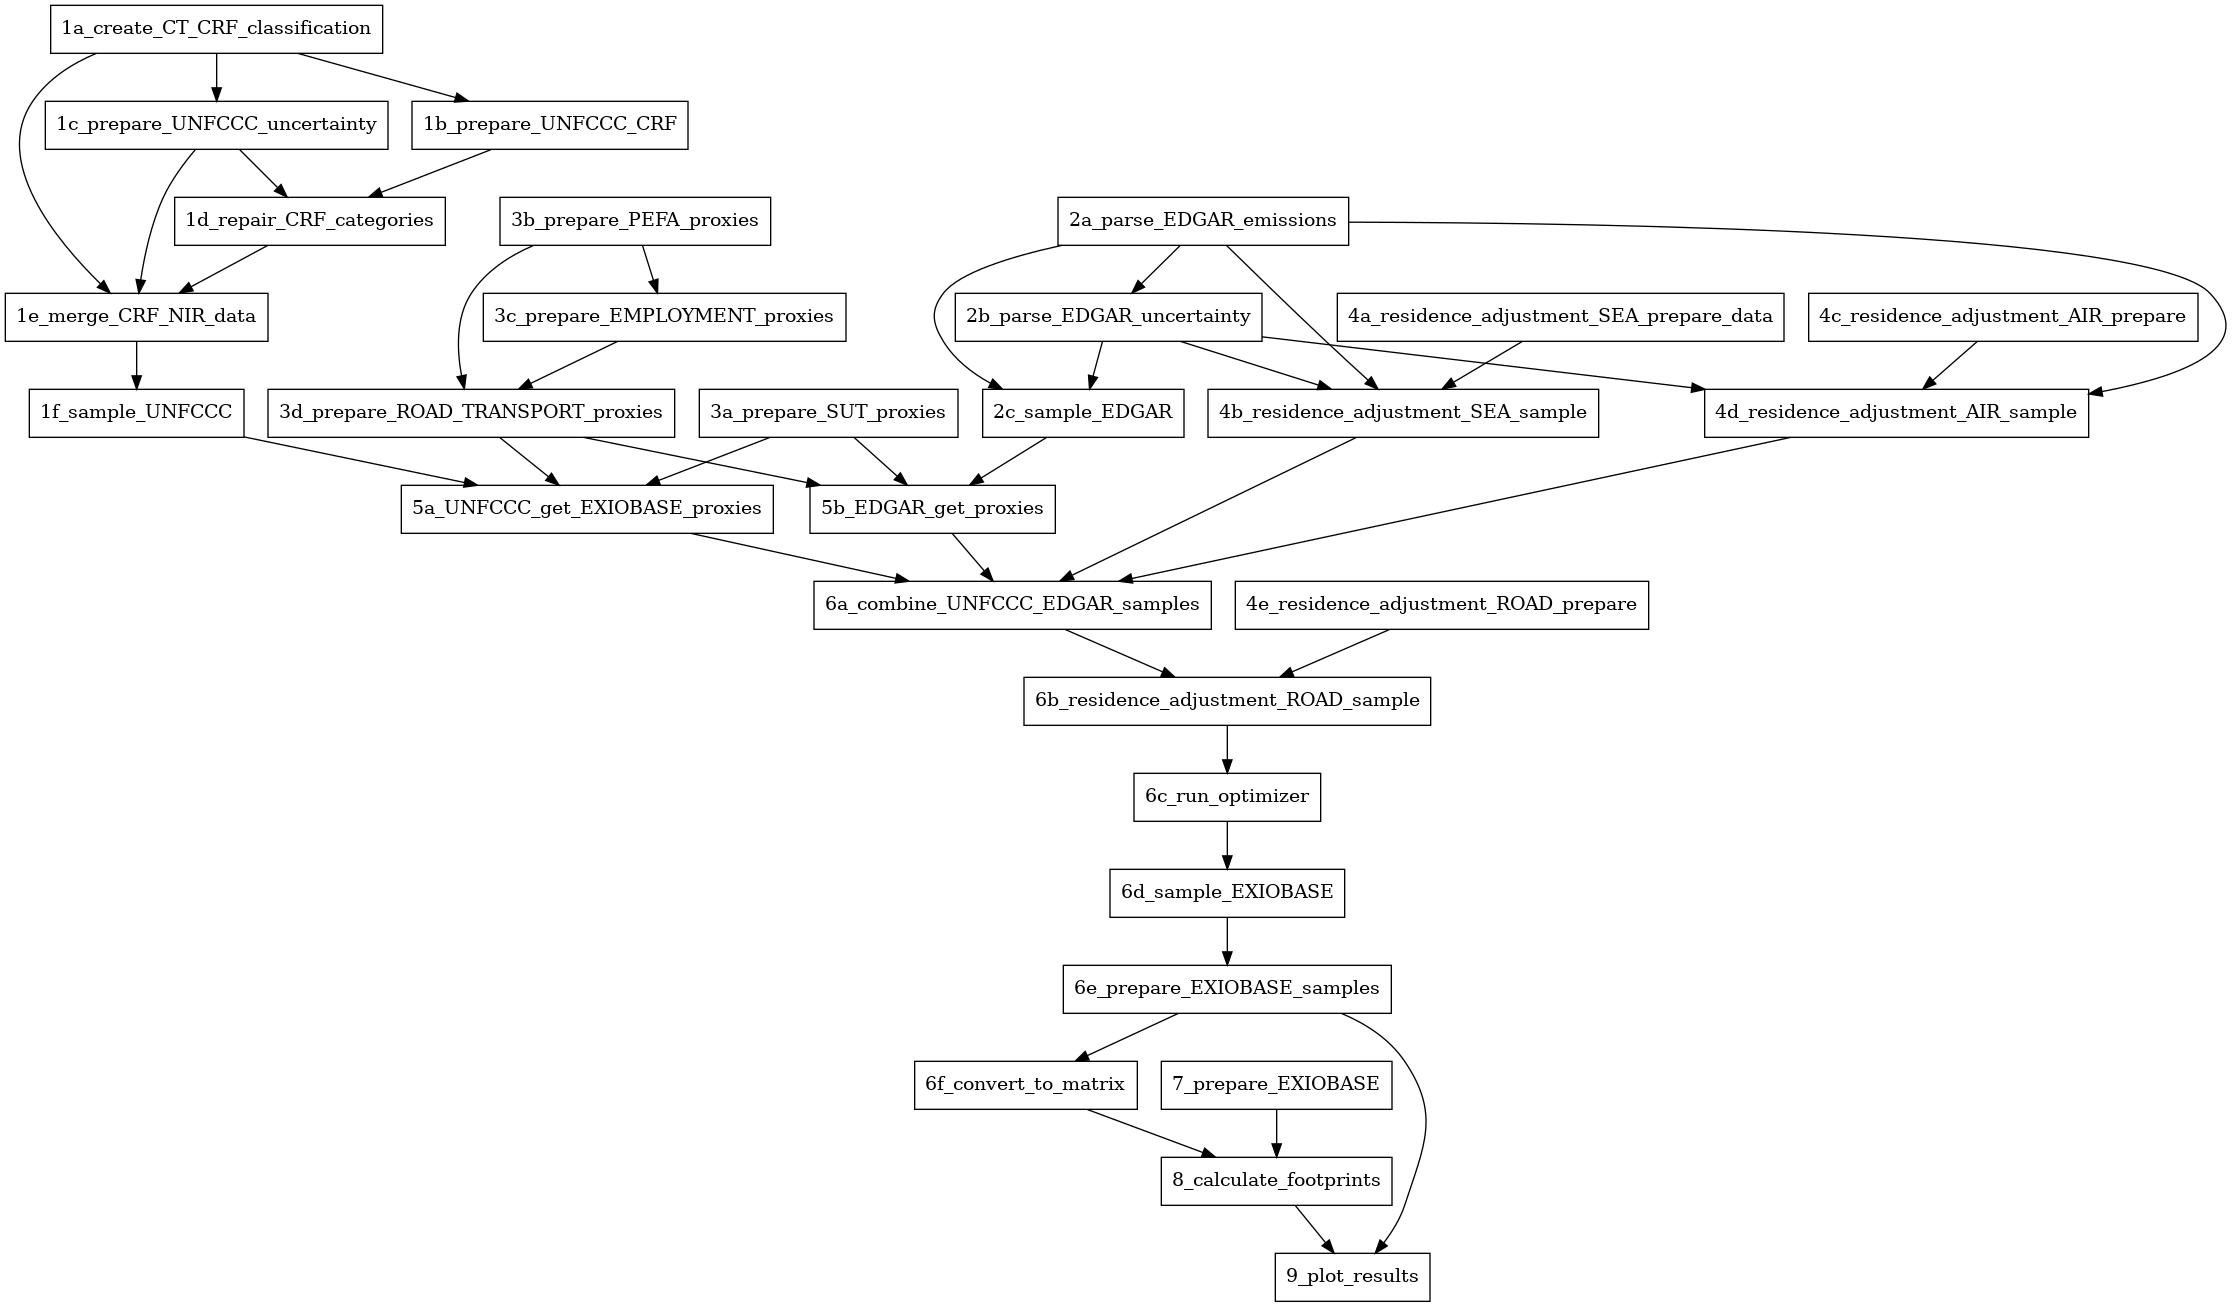 1a_create_CT_CRF_classification
1c_prepare_UNFCCC_uncertainty
1b_prepare_UNFCCC_CRF
1d_repair_CRF_categories
3b_prepare_PEFA_proxies
2a_parse_EDGAR_emissions
1e_merge_CRF_NIR_data
3c_prepare_EMPLOYMENT_proxies
2b_parse_EDGAR_uncertainty
4a_residence_adjustment_SEA_prepare_data
4c_residence_adjustment_AIR_prepare
1f_sample_UNFCCC
3d_prepare_ROAD_TRANSPORT_proxies
3a_prepare_SUT_proxies
2c_sample_EDGAR
4b_residence_adjustment_SEA_sample
4d_residence_adjustment_AIR_sample
5a_UNFCCC_get_EXIOBASE_proxies
5b_EDGAR_get_proxies
6a_combine_UNFCCC_EDGAR_samples
4e_residence_adjustment_ROAD_prepare
6b_residence_adjustment_ROAD_sample
6c_run_optimizer
6d_sample_EXIOBASE
6e_prepare_EXIOBASE_samples
6f_convert_to_matrix
7_prepare_EXIOBASE
8_calculate_footprints
9_plot_results